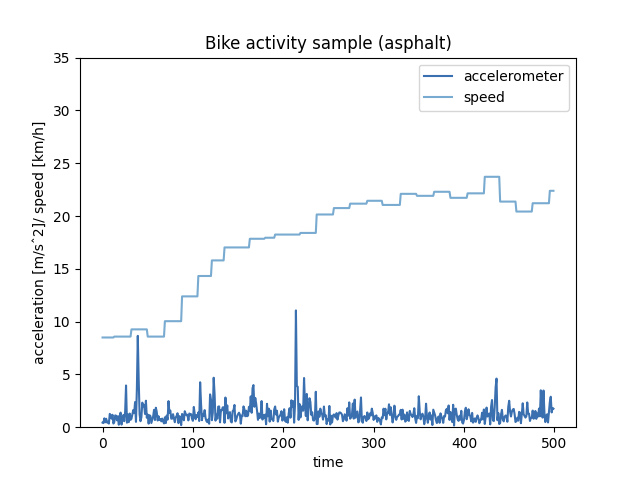 Bike activity sample (asphalt)
accelerometer
speed
35
30
25
20
15
10
5
0
acceleration [m/s^2]/ speed [km/h]
0 100 200 300 400 500
time